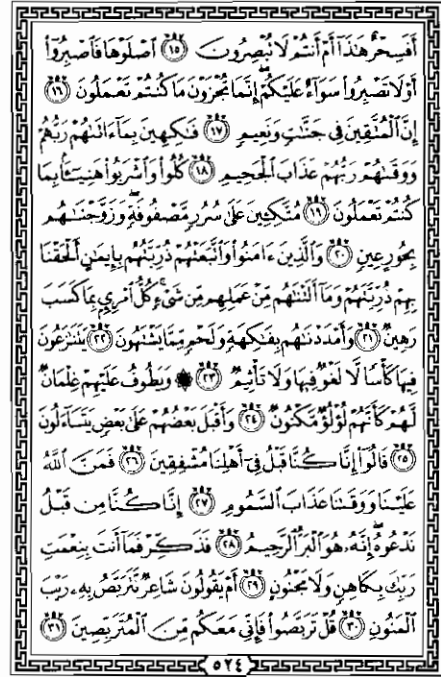 أَفَسِحْرٌ هَٰذَآ أَمْ أَنتُمْ لَا تُبْصِرُونَ ١٥ ٱصْلَوْهَا فَٱصْبِرُوٓا۟
أَوْ لَا تَصْبِرُوا۟ سَوَآءٌ عَلَيْكُمْ ۖ إِنَّمَا تُجْزَوْنَ مَا كُنتُمْ تَعْمَلُونَ ١٦
إِنَّ ٱلْمُتَّقِينَ فِى جَنَّٰتٍ وَنَعِيمٍ ١٧ فَٰكِهِينَ بِمَآ ءَاتَىٰهُمْ رَبُّهُمْ
وَوَقَىٰهُمْ رَبُّهُمْ عَذَابَ ٱلْجَحِيمِ ١٨ كُلُوا۟ وَٱشْرَبُوا۟ هَنِيٓـًٔۢا بِمَا
كُنتُمْ تَعْمَلُونَ ١٩ مُتَّكِـِٔينَ عَلَىٰ سُرُرٍ مَّصْفُوفَةٍ ۖ وَزَوَّجْنَٰهُم
بِحُورٍ عِينٍ ٢٠ وَٱلَّذِينَ ءَامَنُوا۟ وَٱتَّبَعَتْهُمْ ذُرِّيَّتُهُم بِإِيمَٰنٍ أَلْحَقْنَا
بِهِمْ ذُرِّيَّتَهُمْ وَمَآ أَلَتْنَٰهُم مِّنْ عَمَلِهِم مِّن شَىْءٍ ۚ كُلُّ ٱمْرِئٍۭ بِمَا كَسَبَ
رَهِينٌ ٢١ وَأَمْدَدْنَٰهُم بِفَٰكِهَةٍ وَلَحْمٍ مِّمَّا يَشْتَهُونَ ٢٢ يَتَنَٰزَعُونَ
فِيهَا كَأْسًا لَّا لَغْوٌ فِيهَا وَلَا تَأْثِيمٌ ٢٣ ۞ وَيَطُوفُ عَلَيْهِمْ غِلْمَانٌ
لَّهُمْ كَأَنَّهُمْ لُؤْلُؤٌ مَّكْنُونٌ ٢٤ وَأَقْبَلَ بَعْضُهُمْ عَلَىٰ بَعْضٍ يَتَسَآءَلُونَ
٢٥ قَالُوٓا۟ إِنَّا كُنَّا قَبْلُ فِىٓ أَهْلِنَا مُشْفِقِينَ ٢٦ فَمَنَّ ٱللَّهُ
عَلَيْنَا وَوَقَىٰنَا عَذَابَ ٱلسَّمُومِ ٢٧ إِنَّا كُنَّا مِن قَبْلُ
نَدْعُوهُ ۖ إِنَّهُۥ هُوَ ٱلْبَرُّ ٱلرَّحِيمُ ٢٨ فَذَكِّرْ فَمَآ أَنتَ بِنِعْمَتِ
رَبِّكَ بِكَاهِنٍ وَلَا مَجْنُونٍ ٢٩ أَمْ يَقُولُونَ شَاعِرٌ نَّتَرَبَّصُ بِهِۦ رَيْبَ
ٱلْمَنُونِ ٣٠ قُلْ تَرَبَّصُوا۟ فَإِنِّى مَعَكُم مِّنَ ٱلْمُتَرَبِّصِينَ ٣١
٥٢٤